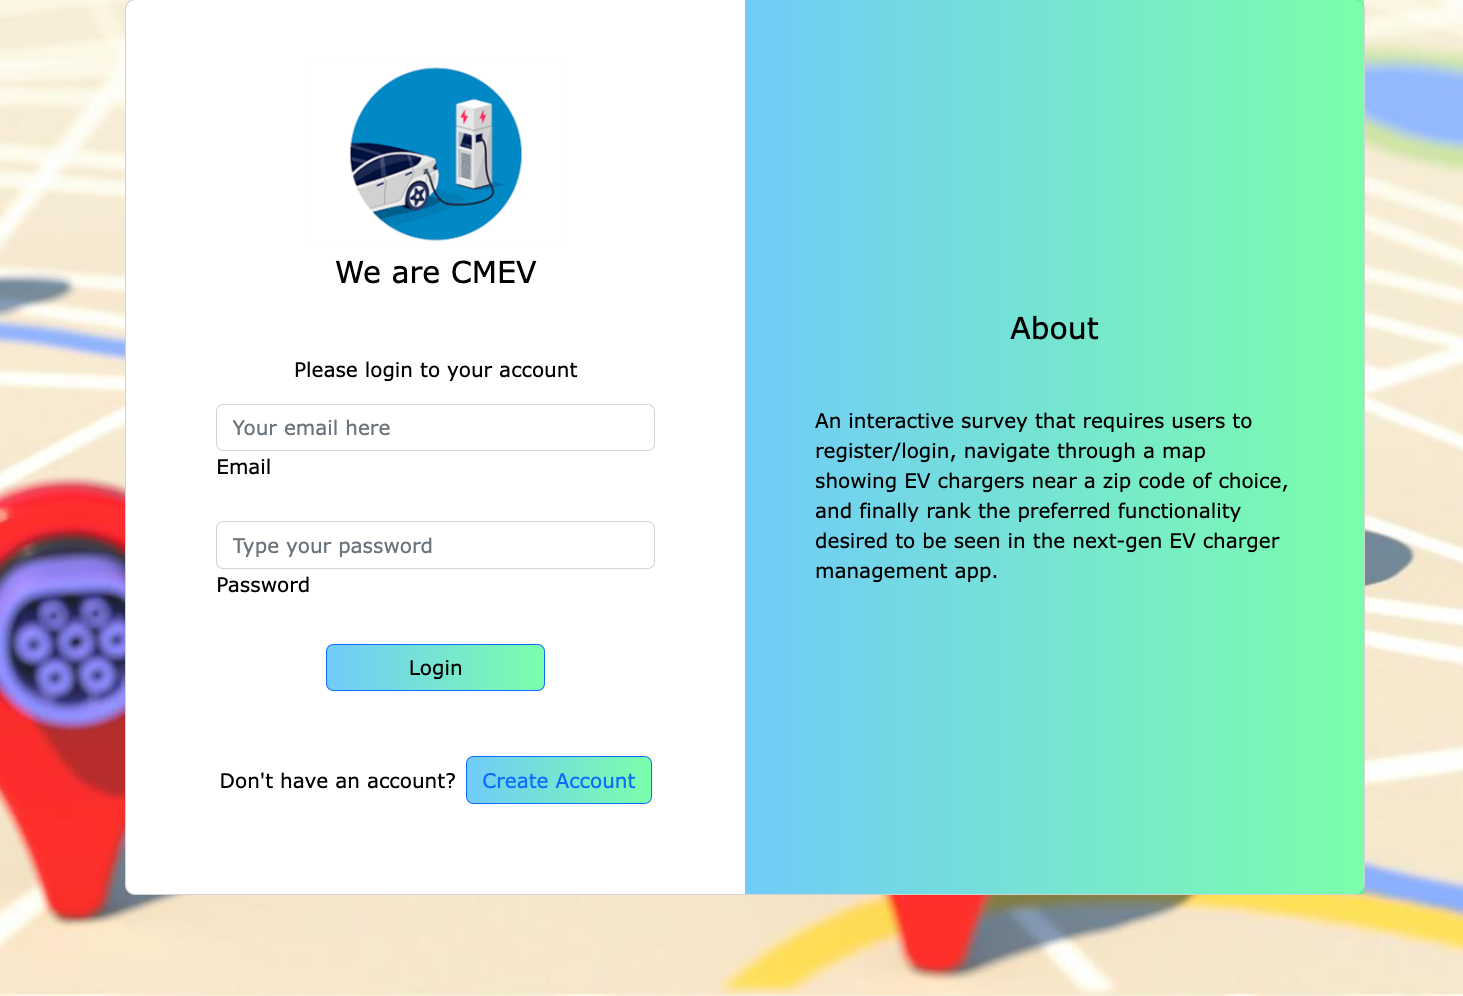 We are CMEV
Please login to your account
Your email here
Email
Type your password
Password
Login
Don't have an account? Create Account
About
An interactive survey that requires users to
register/login, navigate through a map
showing EV chargers near a zip code of choice,
and finally rank the preferred functionality
desired to be seen in the next-gen EV charger
management app.